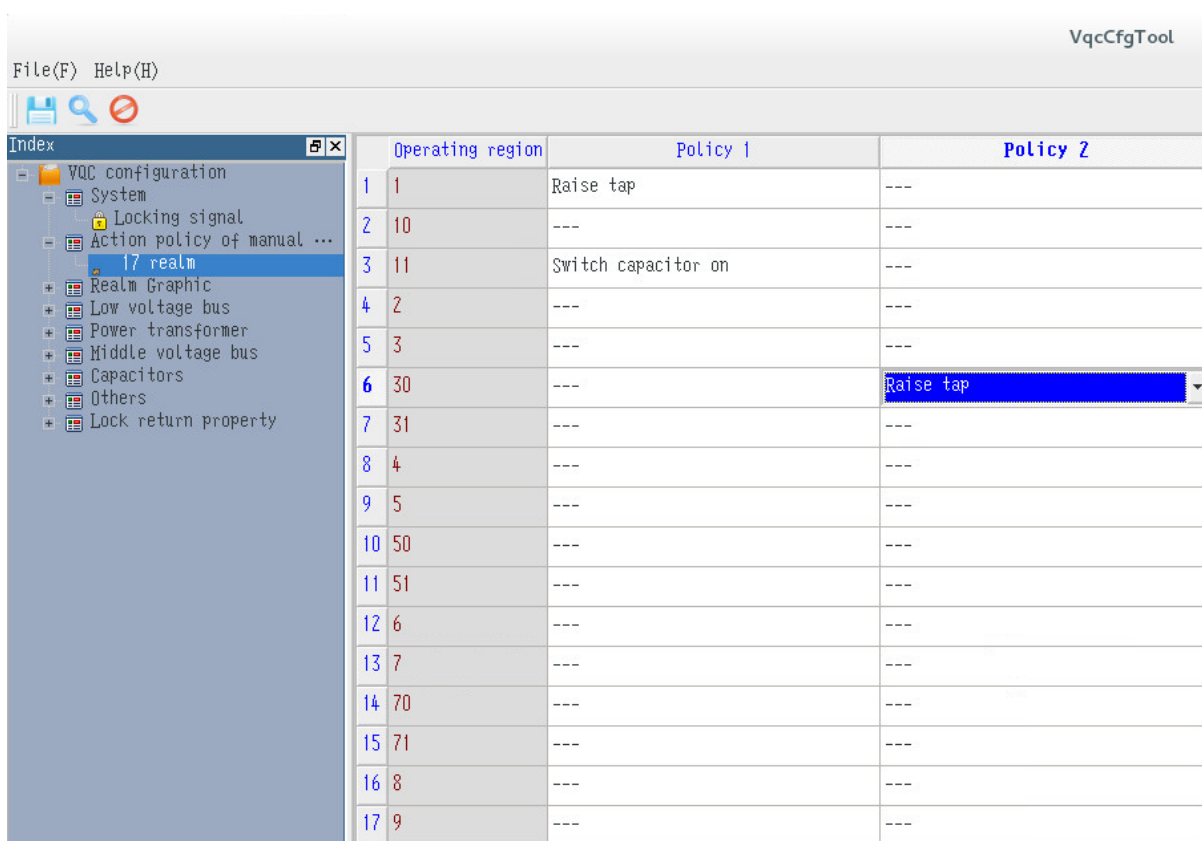 VqcCfgTool
File(F) Help(H)
Index
VQC configuration
System
Locking signal
Action policy of manual ···
17 realm
Realm Graphic
Low voltage bus
Power transformer
Middle voltage bus
Capacitors
Others
Lock return property
Operating region Policy 1 Policy 2
1 1 Raise tap ---
2 10 --- ---
3 11 Switch capacitor on ---
4 2 --- ---
5 3 --- ---
6 30 --- Raise tap
7 31 --- ---
8 4 --- ---
9 5 --- ---
10 50 --- ---
11 51 --- ---
12 6 --- ---
13 7 --- ---
14 70 --- ---
15 71 --- ---
16 8 --- ---
17 9 --- ---